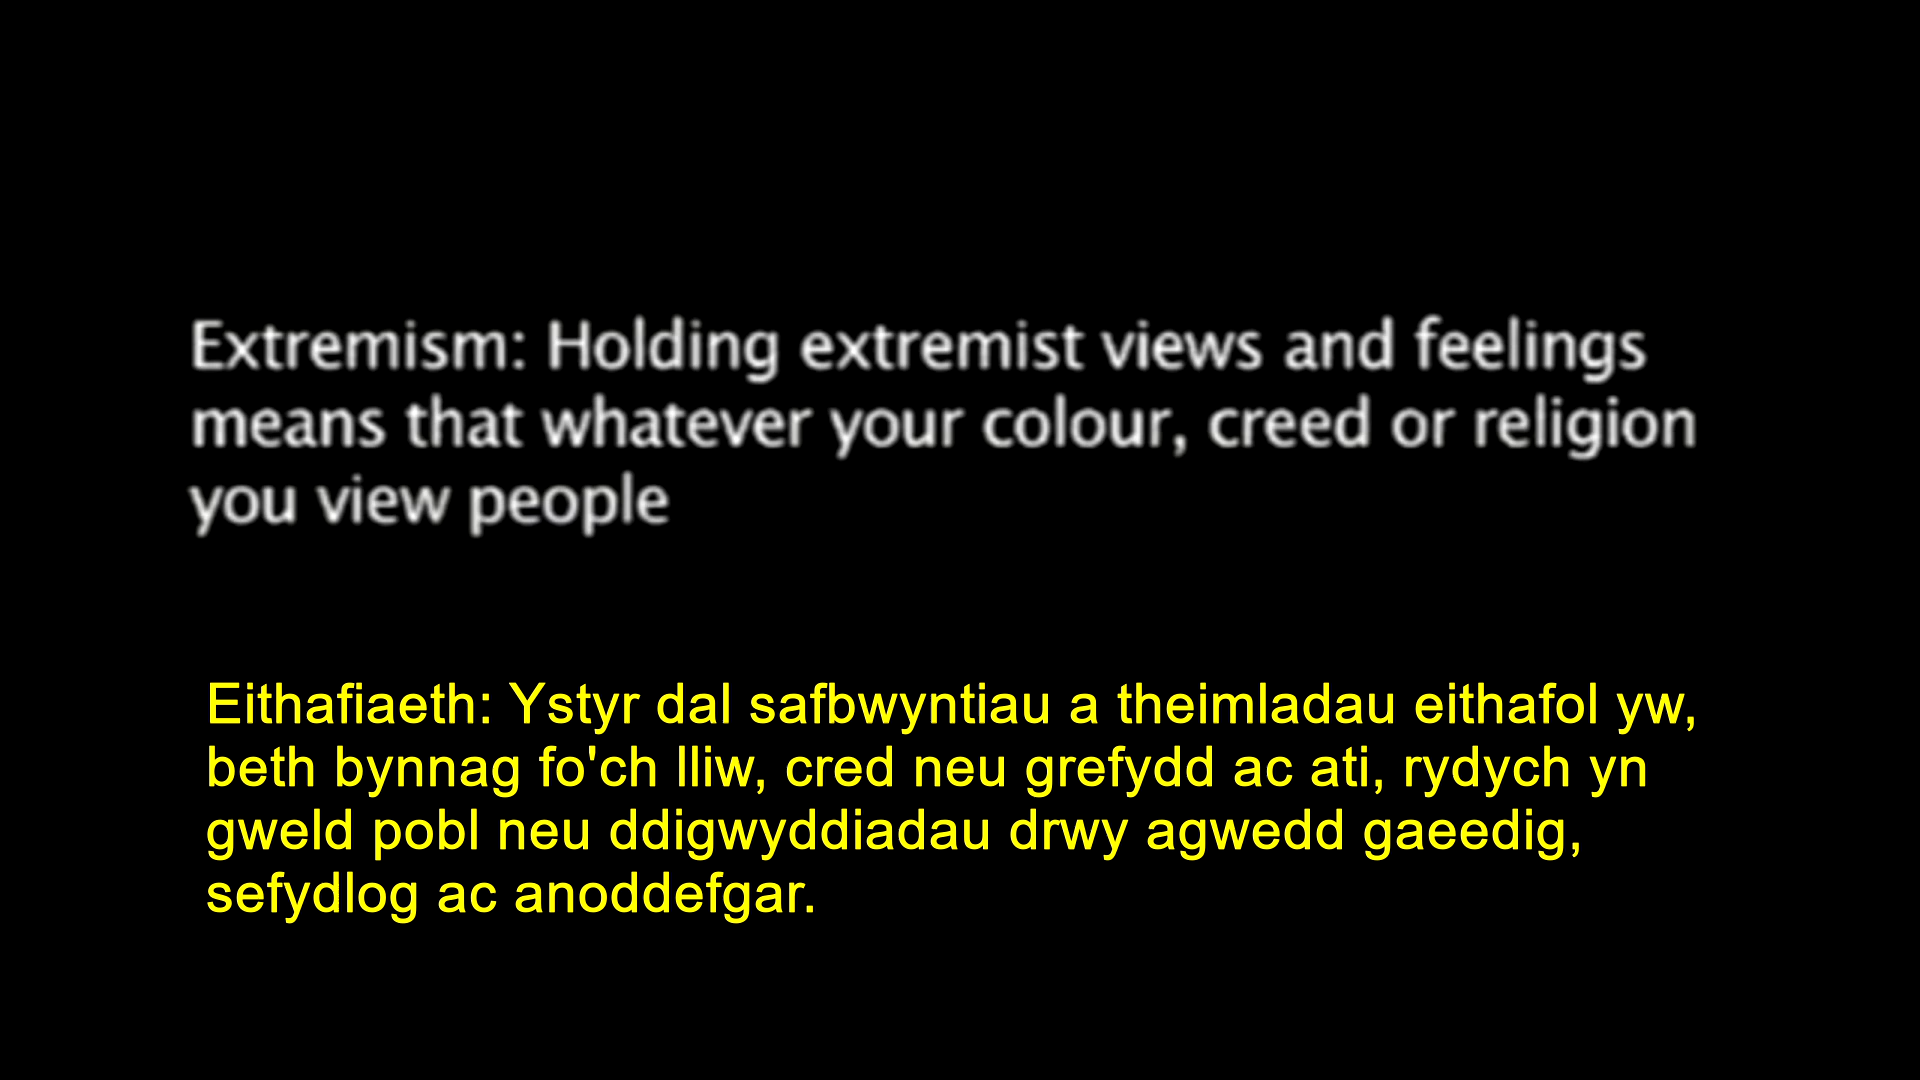 Extremism: Holding extremist views and feelings
means that whatever your colour, creed or religion
you view people
Eithafiaeth: Ystyr dal safbwyntiau a theimladau eithafol yw,
beth bynnag fo'ch lliw, cred neu grefydd ac ati, rydych yn
gweld pobl neu ddigwyddiadau drwy agwedd gaeedig,
sefydlog ac anoddefgar.